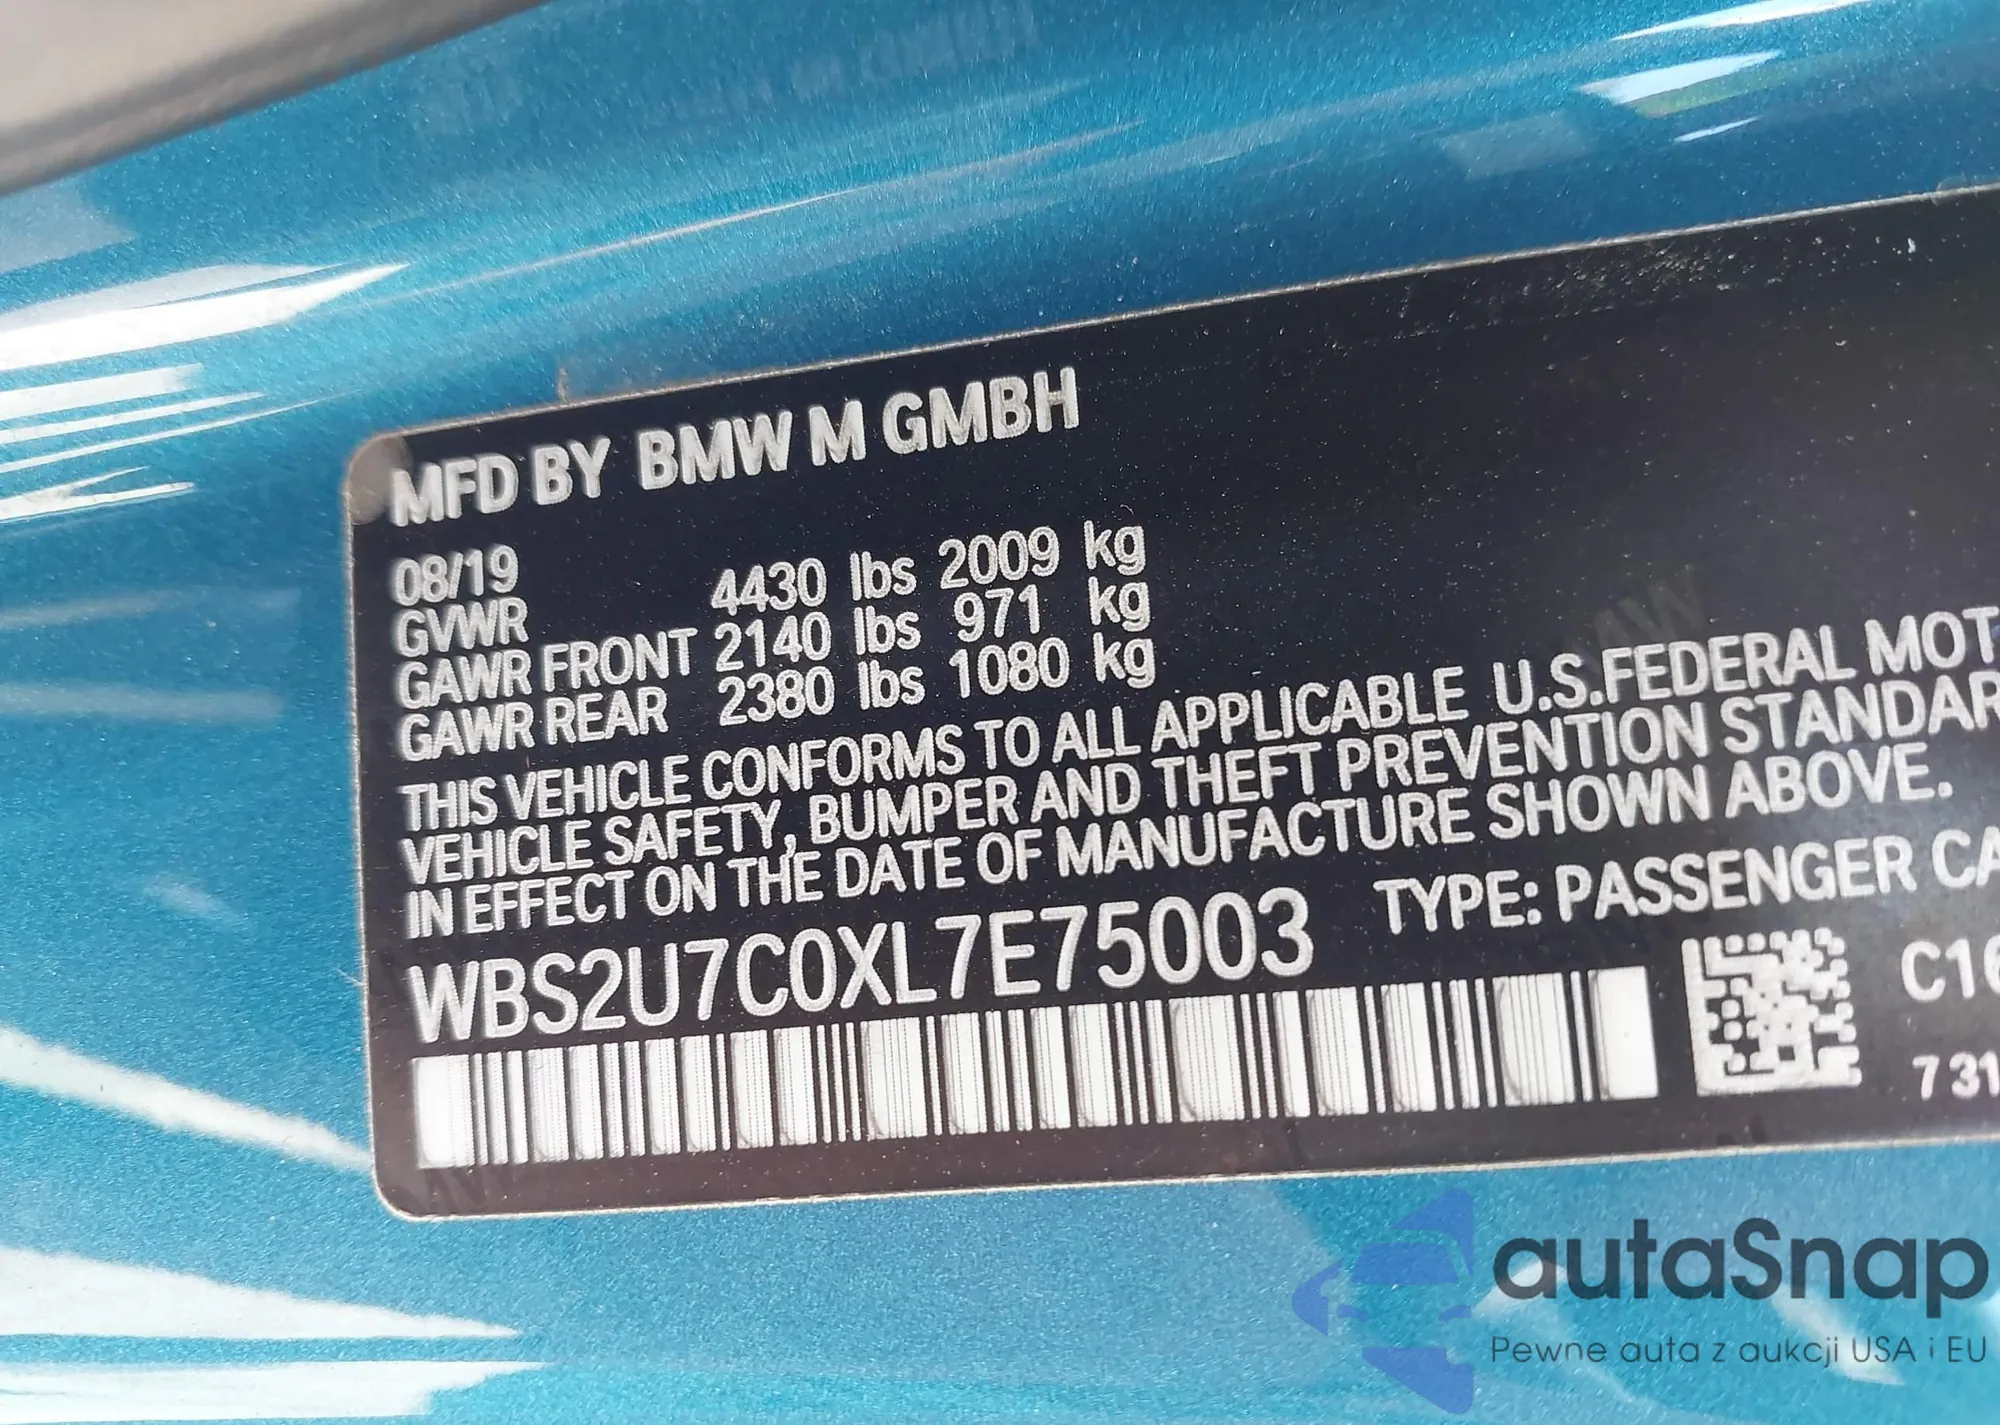 MFD BY BMW M GMBH
08/19
GVWR 4430 lbs 2009 kg
GAWR FRONT 2140 lbs 971 kg
GAWR REAR 2380 lbs 1080 kg
THIS VEHICLE CONFORMS TO ALL APPLICABLE U.S.FEDERAL MOT
VEHICLE SAFETY, BUMPER AND THEFT PREVENTION STANDAR
IN EFFECT ON THE DATE OF MANUFACTURE SHOWN ABOVE.
WBS2U7C0XL7E75003 TYPE: PASSENGER CA
C16
7 31
autaSnap
Pewne auta z aukcji USA i EU